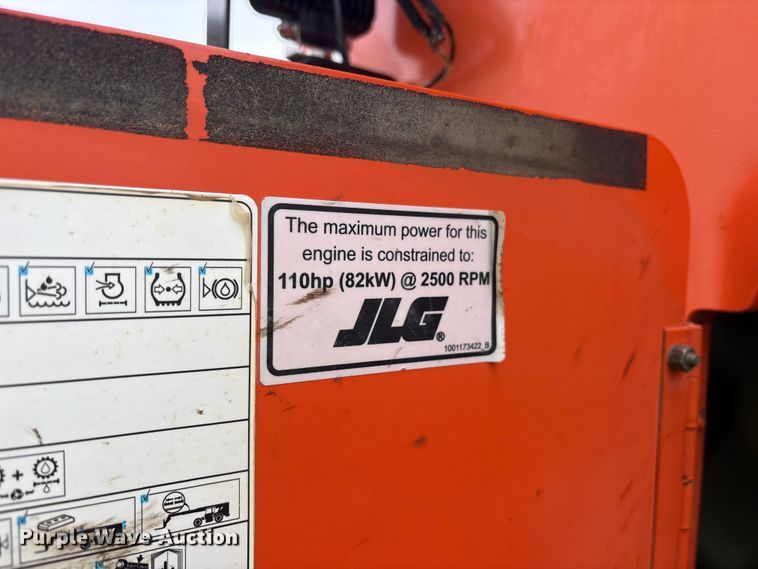 The maximum power for this
engine is constrained to:
110hp (82kW) @ 2500 RPM
JLG®
1001173422_B
Purple Wave Auction